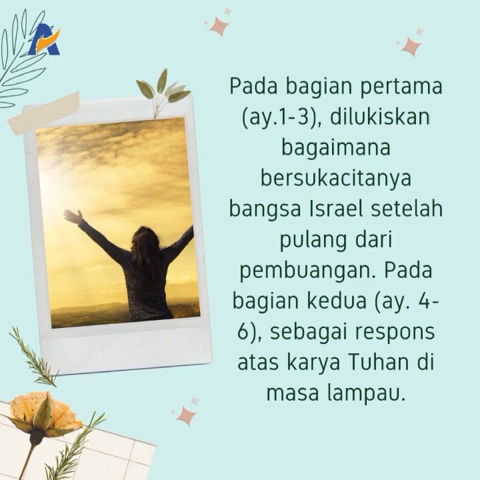 Pada bagian pertama
(ay.1-3), dilukiskan
bagaimana
bersukacitanya
bangsa Israel setelah
pulang dari
pembuangan. Pada
bagian kedua (ay. 4-
6), sebagai respons
atas karya Tuhan di
masa lampau.